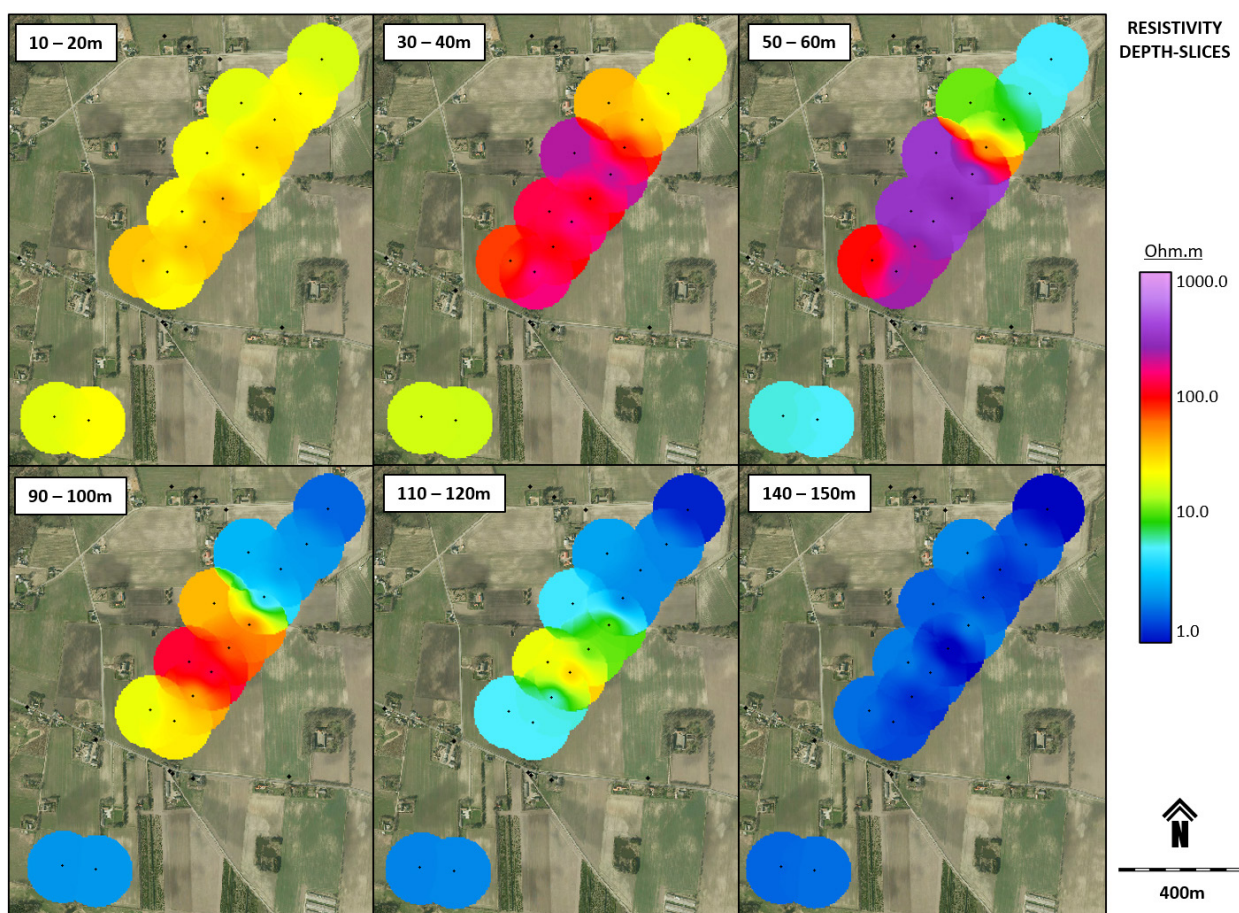 10 – 20m
30 – 40m
50 – 60m
RESISTIVITY
DEPTH-SLICES
Ohm.m
1000.0
100.0
10.0
1.0
90 – 100m
110 – 120m
140 – 150m
N
400m